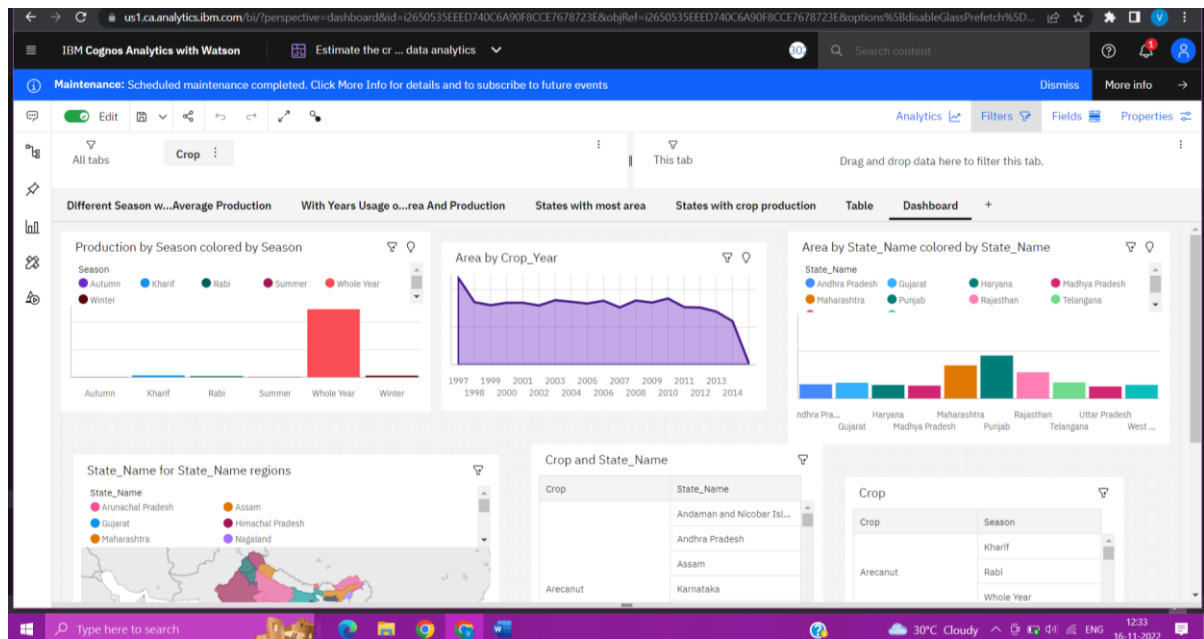 us1.ca.analytics.ibm.com/bi/?perspective=dashboard&id=i2650535EEED740C6A90F8CCE7678723E&objRef=i2650535EEED740C6A90F8CCE7678723E&options%5BdisableGlassPrefetch%5D...
V
IBM Cognos Analytics with Watson
Estimate the cr ... data analytics
30
Search content
1
Maintenance: Scheduled maintenance completed. Click More Info for details and to subscribe to future events
Dismiss
More info
Edit
Analytics
Filters
Fields
Properties
All tabs
Crop
This tab
Drag and drop data here to filter this tab.
Different Season w...Average Production
With Years Usage o...rea And Production
States with most area
States with crop production
Table
Dashboard
Production by Season colored by Season
Season
Autumn Kharif Rabi Summer Whole Year
Winter
Autumn Kharif Rabi Summer Whole Year Winter
Area by Crop_Year
1997 1999 2001 2003 2005 2007 2009 2011 2013
1998 2000 2002 2004 2006 2008 2010 2012 2014
Area by State_Name colored by State_Name
State_Name
Andhra Pradesh Gujarat Haryana Madhya Pradesh
Maharashtra Punjab Rajasthan Telangana
ndhra Pra... Haryana Maharashtra Rajasthan Uttar Pradesh
Gujarat Madhya Pradesh Punjab Telangana West ...
State_Name for State_Name regions
State_Name
Arunachal Pradesh Assam
Gujarat Himachal Pradesh
Maharashtra Nagaland
Crop and State_Name
Crop State_Name
Andaman and Nicobar Isl...
Andhra Pradesh
Assam
Arecanut Karnataka
Crop
Crop Season
Kharif
Arecanut Rabi
Whole Year
Type here to search
30°C Cloudy
ENG
12:33
16-11-2022